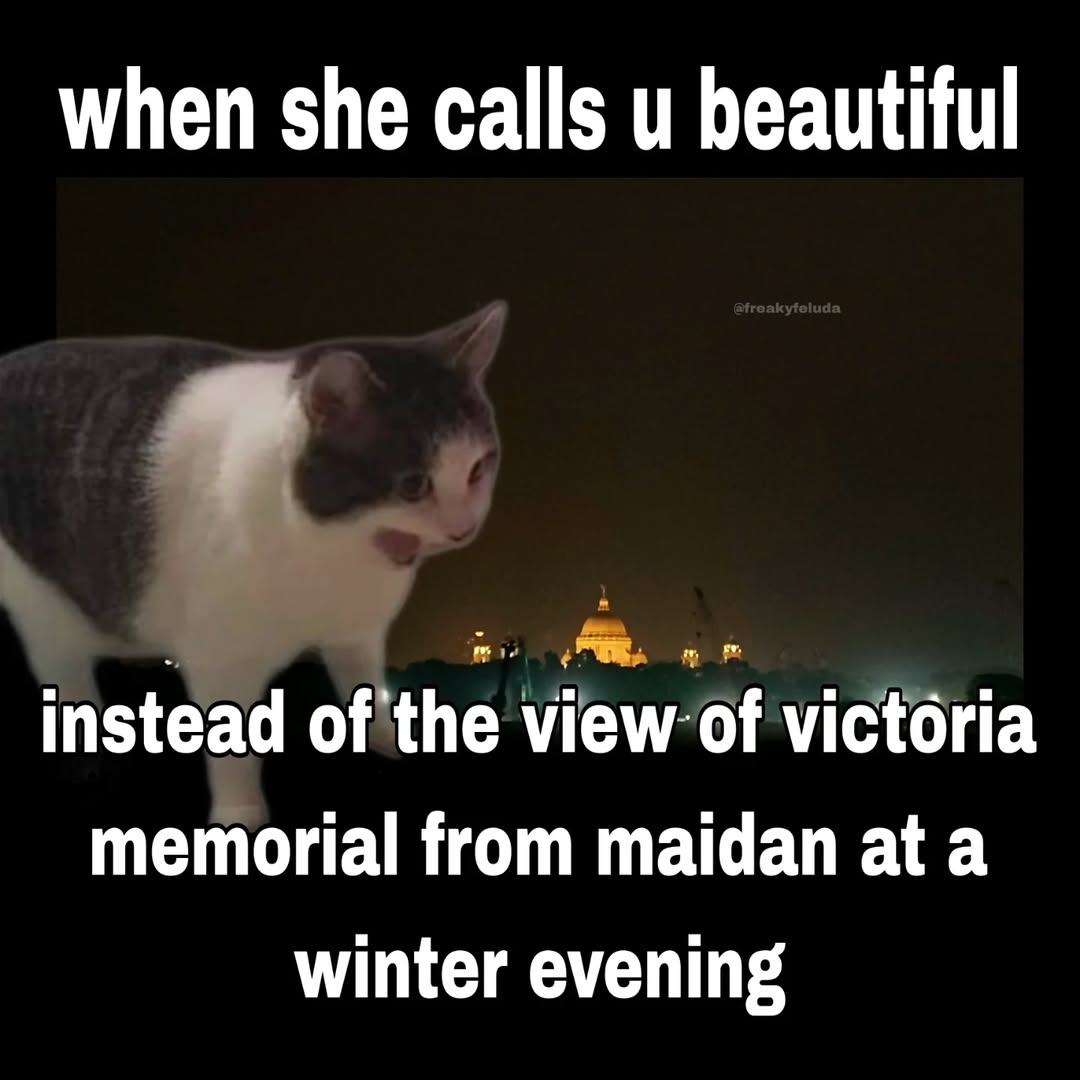 when she calls u beautiful
@freakyfeluda
instead of the view of victoria
memorial from maidan at a
winter evening